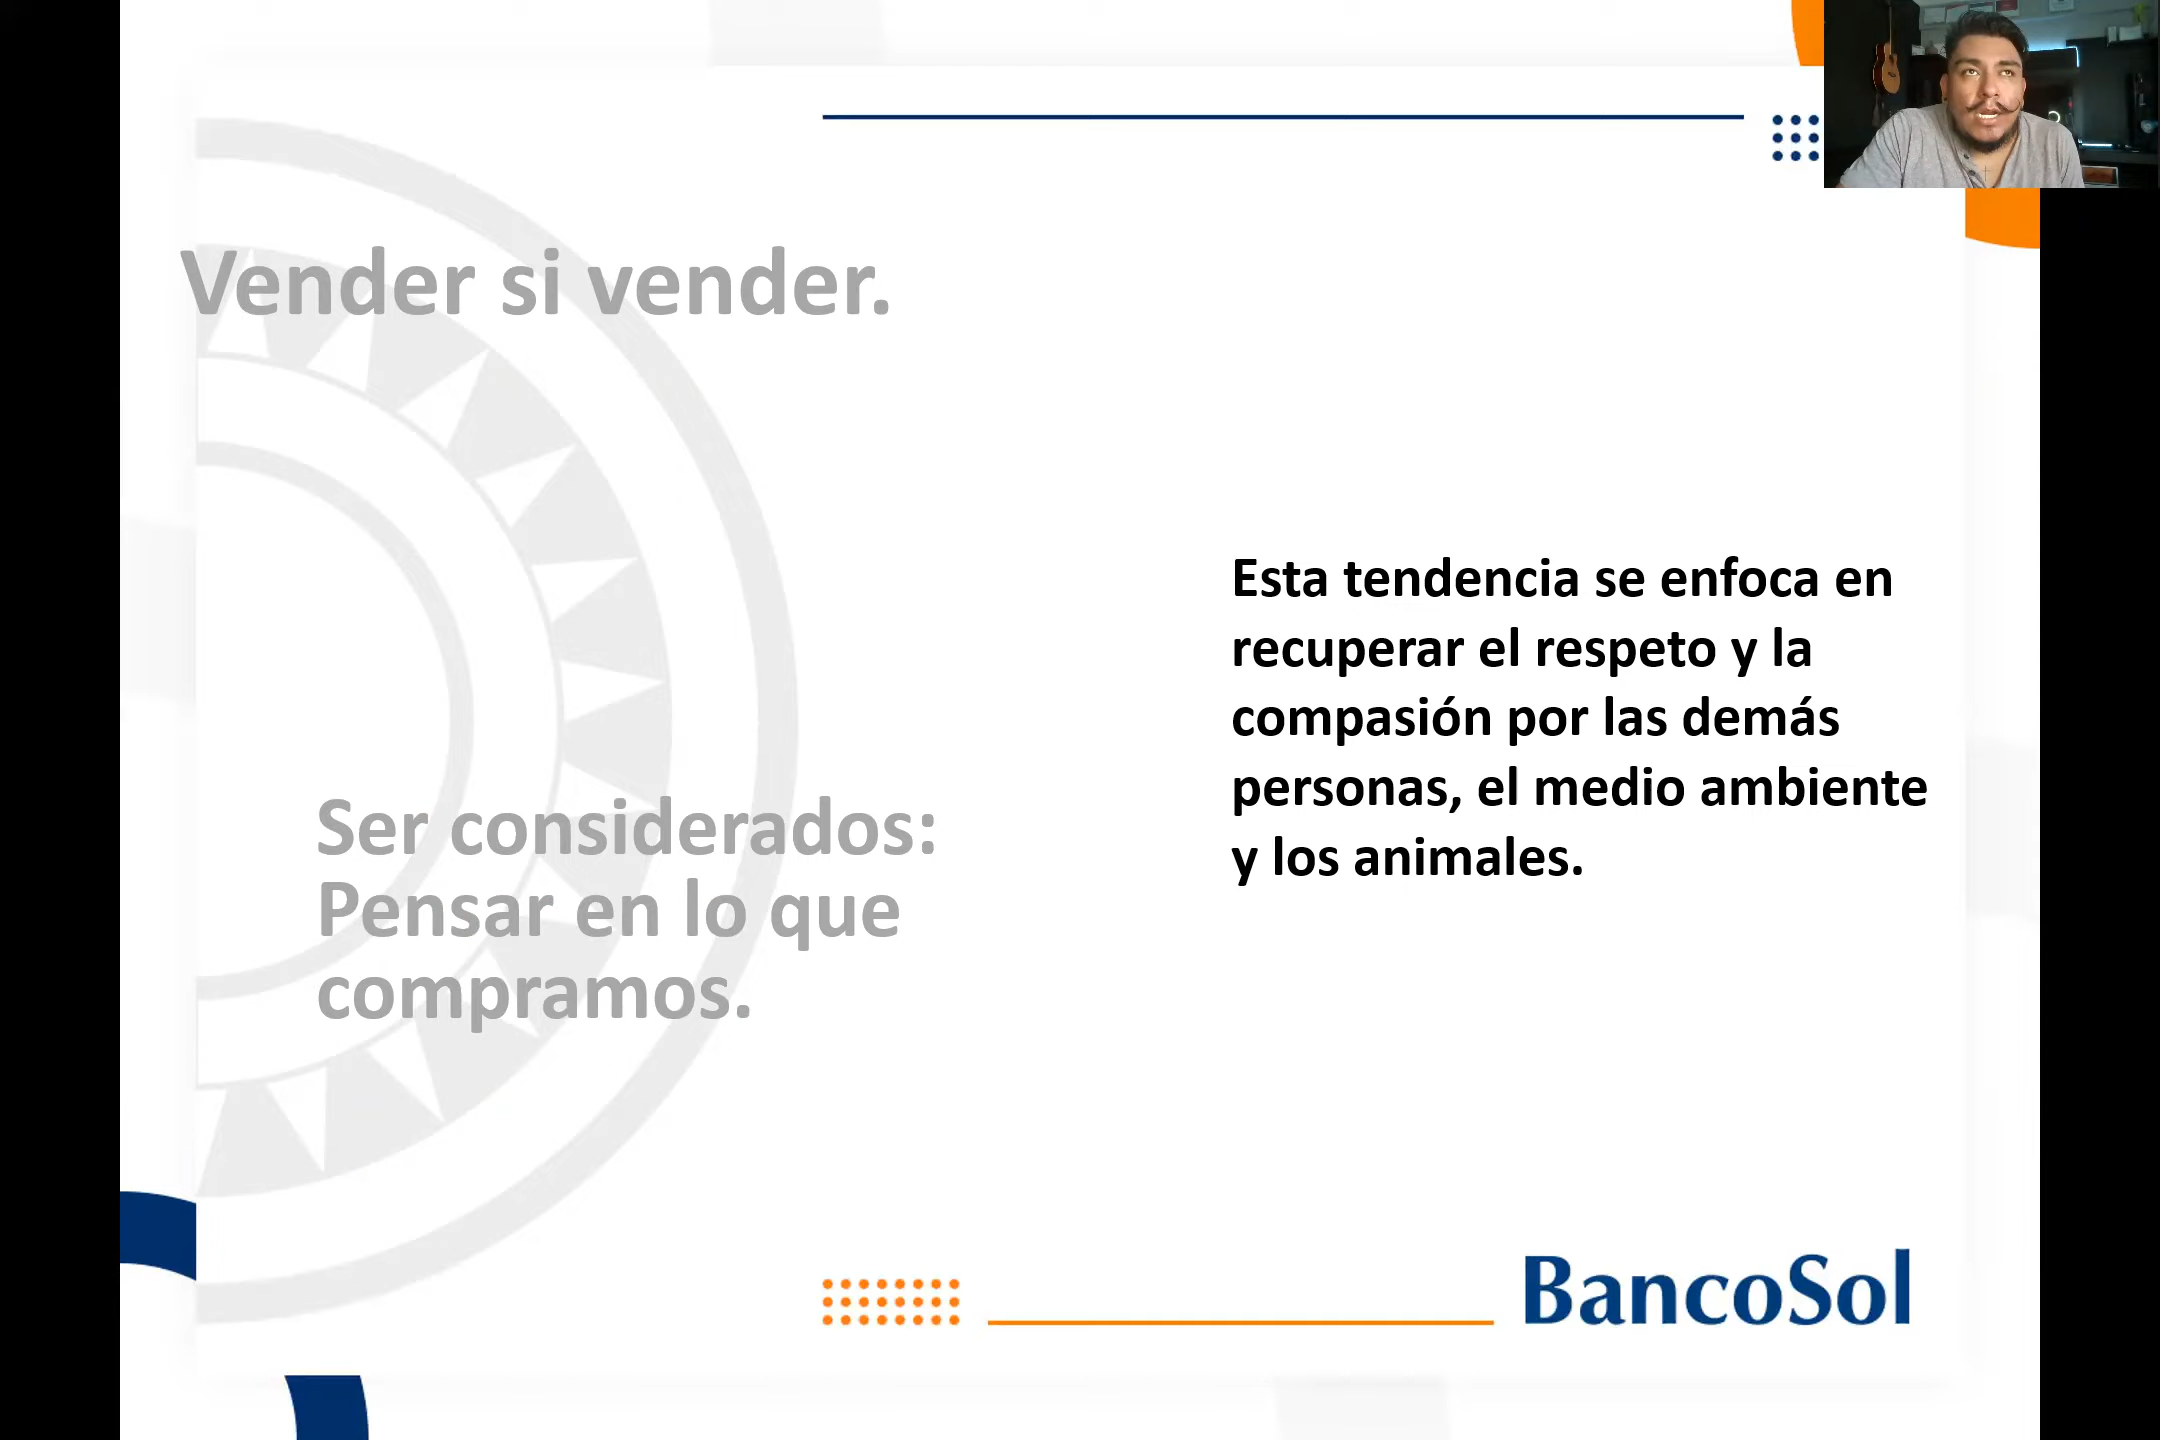 Vender si vender.
Ser considerados:
Pensar en lo que
compramos.
Esta tendencia se enfoca en
recuperar el respeto y la
compasión por las demás
personas, el medio ambiente
y los animales.
BancoSol